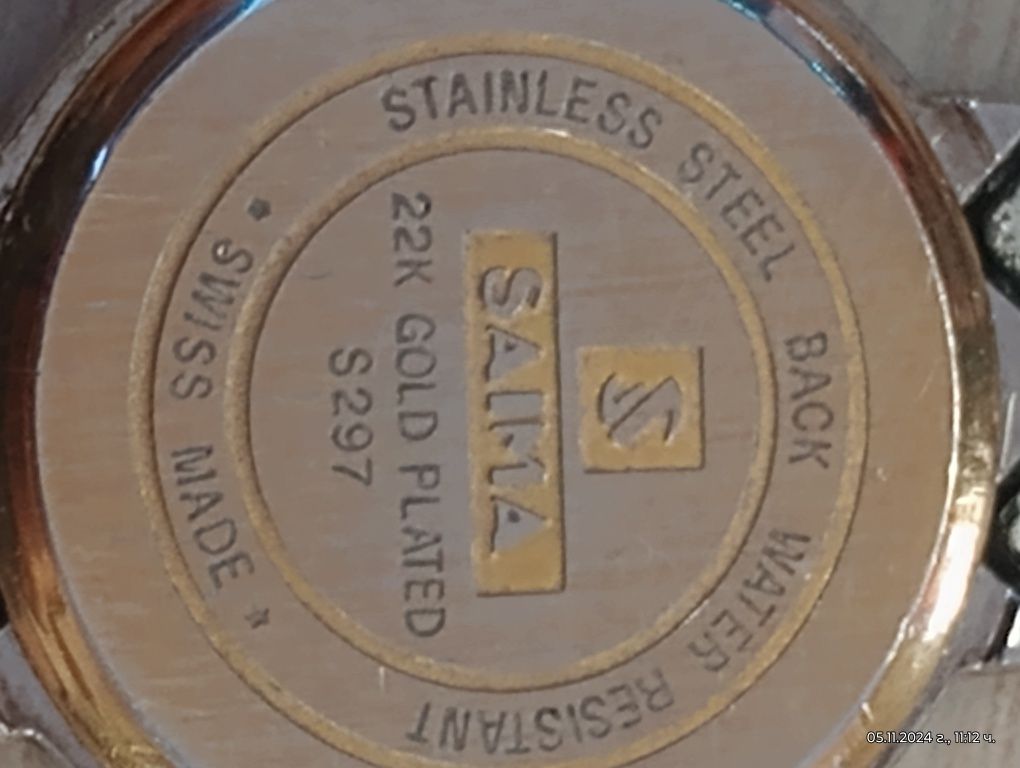 STAINLESS STEEL BACK WATER RESISTANT
* SWISS MADE *
S
SAIMA
22K GOLD PLATED
S297
05.11.2024 г., 11:12 ч.